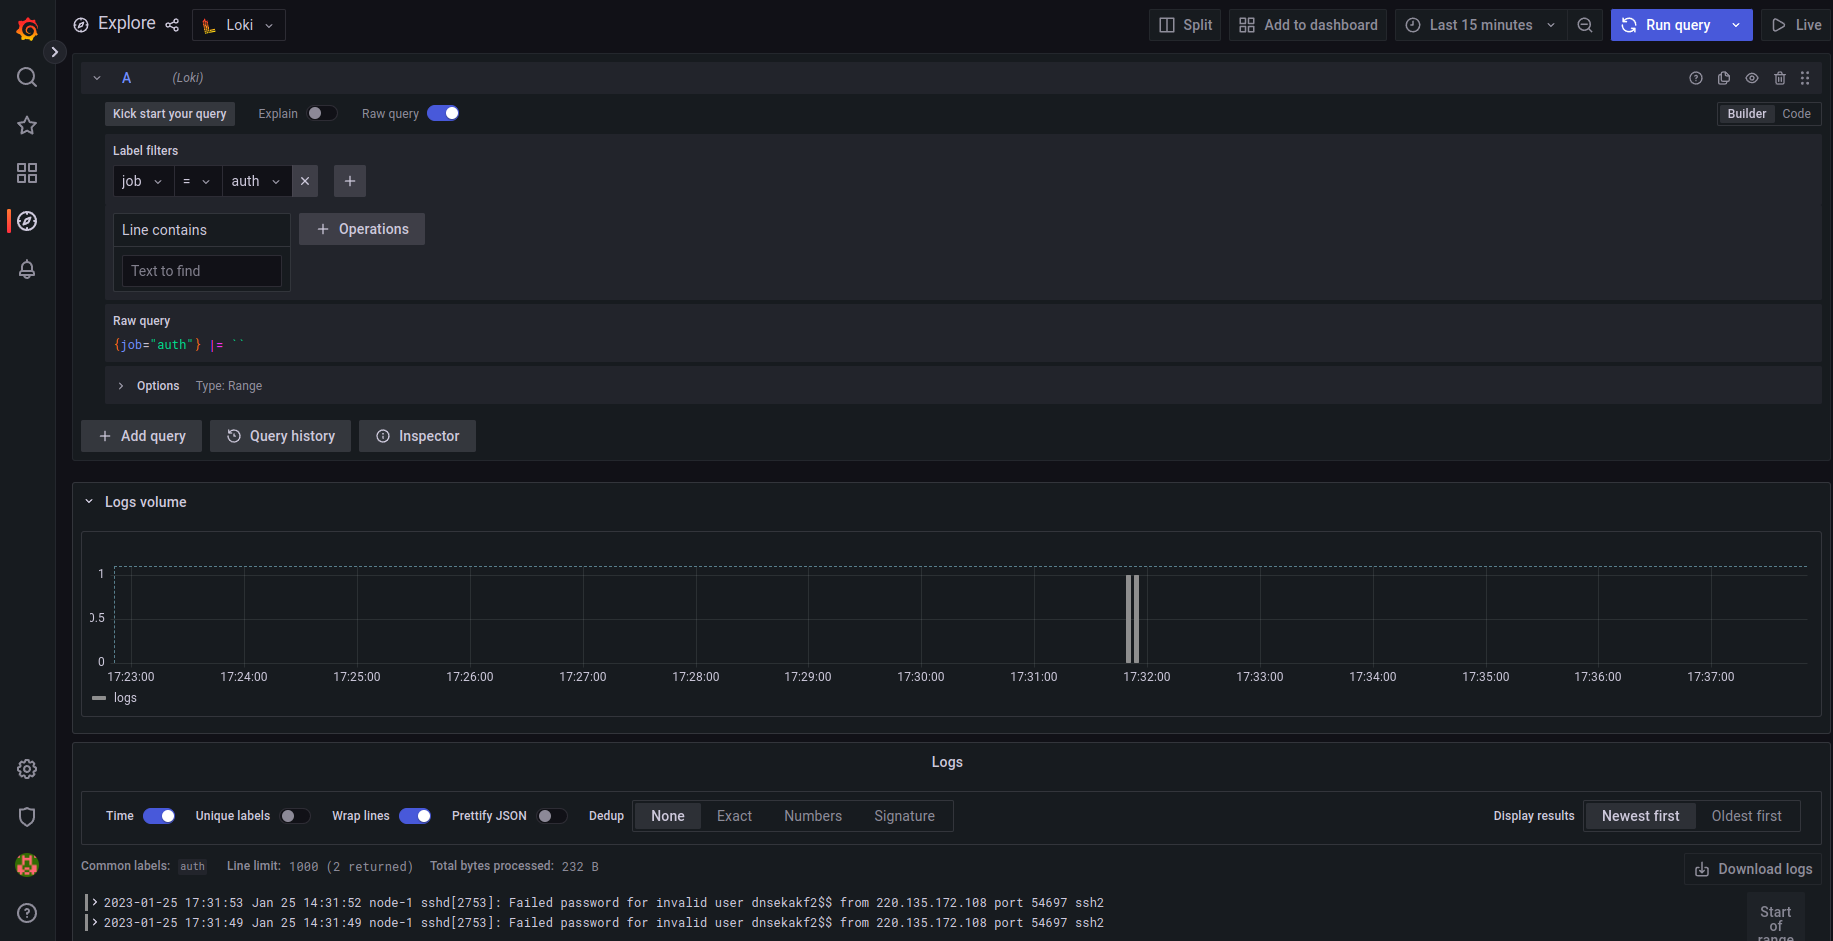 Explore Loki Split Add to dashboard Last 15 minutes Run query Live
A (Loki)
Kick start your query Explain Raw query Builder Code
Label filters
job = auth
Line contains Operations
Text to find
Raw query
{job="auth"} |= ``
Options Type: Range
Add query Query history Inspector
Logs volume
1
0.5
0
17:23:00 17:24:00 17:25:00 17:26:00 17:27:00 17:28:00 17:29:00 17:30:00 17:31:00 17:32:00 17:33:00 17:34:00 17:35:00 17:36:00 17:37:00
logs
Logs
Time Unique labels Wrap lines Prettify JSON Dedup None Exact Numbers Signature Display results Newest first Oldest first
Common labels: auth Line limit: 1000 (2 returned) Total bytes processed: 232 B Download logs
2023-01-25 17:31:53 Jan 25 14:31:52 node-1 sshd[2753]: Failed password for invalid user dnsekakf2$$ from 220.135.172.108 port 54697 ssh2
2023-01-25 17:31:49 Jan 25 14:31:49 node-1 sshd[2753]: Failed password for invalid user dnsekakf2$$ from 220.135.172.108 port 54697 ssh2
Start
of
range